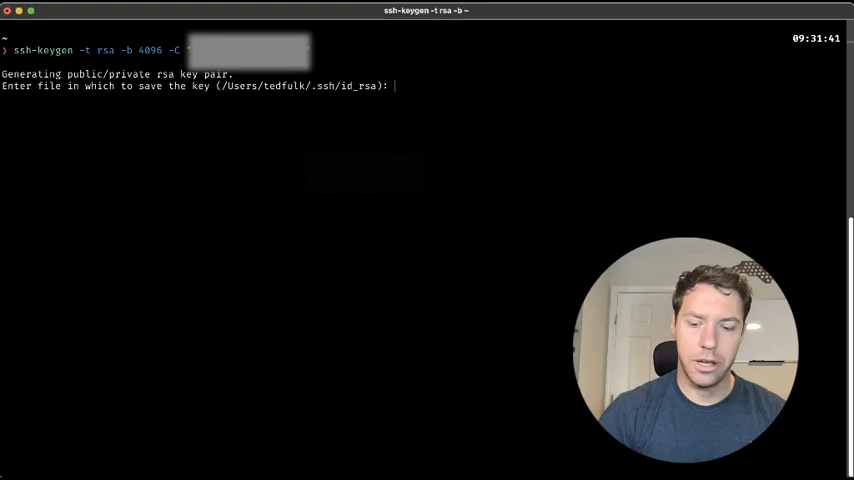 ssh-keygen -t rsa -b ~
~
09:31:41
❯ ssh-keygen -t rsa -b 4096 -C "
Generating public/private rsa key pair.
Enter file in which to save the key (/Users/tedfulk/.ssh/id_rsa):